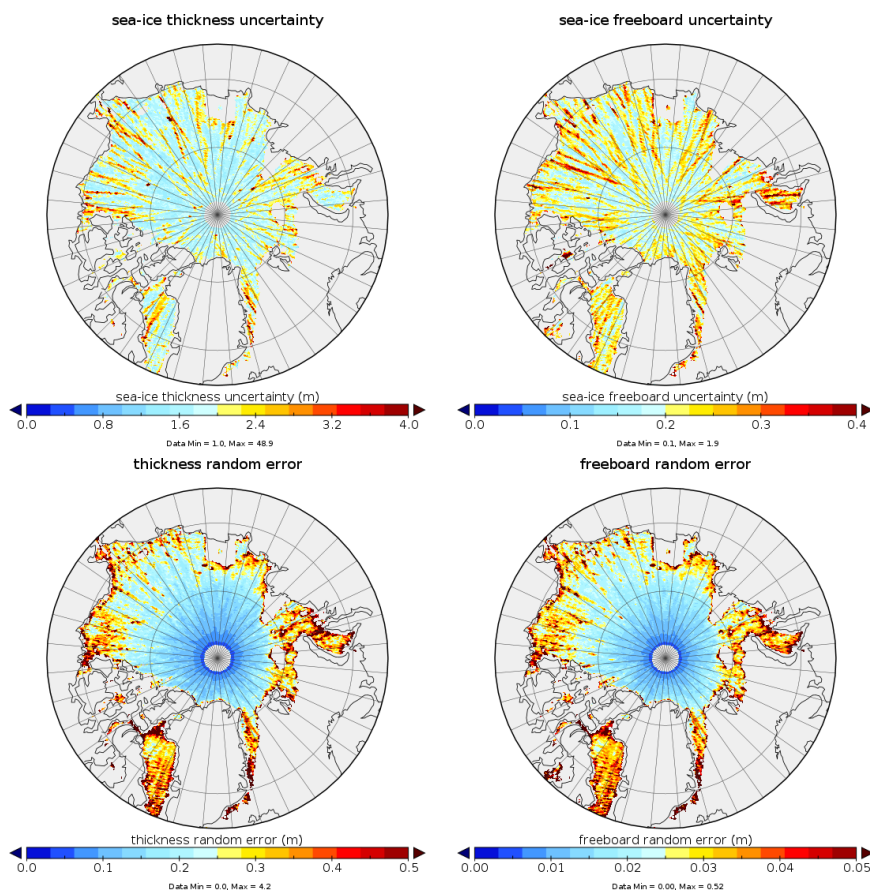 sea-ice thickness uncertainty
sea-ice freeboard uncertainty
sea-ice thickness uncertainty (m)
0.0 0.8 1.6 2.4 3.2 4.0
Data Min = 1.0, Max = 48.9
sea-ice freeboard uncertainty (m)
0.0 0.1 0.2 0.3 0.4
Data Min = 0.1, Max = 1.9
thickness random error
freeboard random error
thickness random error (m)
0.0 0.1 0.2 0.3 0.4 0.5
Data Min = 0.0, Max = 4.2
freeboard random error (m)
0.00 0.01 0.02 0.03 0.04 0.05
Data Min = 0.00, Max = 0.52